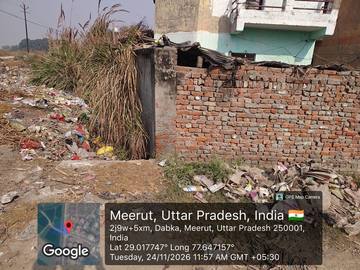 GPS Map Camera
Meerut, Uttar Pradesh, India
2j9w+5xm, Dabka, Meerut, Uttar Pradesh 250001,
India
Lat 29.017747° Long 77.647157°
Tuesday, 24/11/2026 11:57 AM GMT +05:30
Google